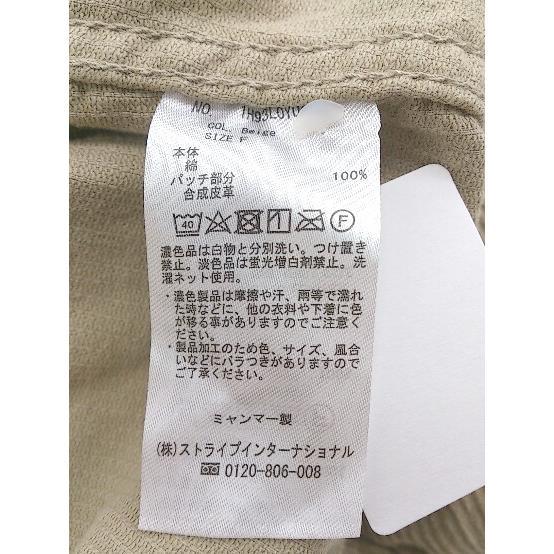 NO.
COL. Beige
SIZE F
本体
綿 100%
パッチ部分
合成皮革
40
F
濃色品は白物と分別洗い。つけ置き
禁止。淡色品は蛍光増白剤禁止。洗
濯ネット使用。
・濃色製品は摩擦や汗、雨等で濡れ
た時などに、他の衣料や下着に色
が移る事がありますのでご注意く
ださい。
・製品加工のため色、サイズ、風合
いなどにバラつきがありますので
ご了承ください。
ミャンマー製
(株)ストライプインターナショナル
0120-806-008